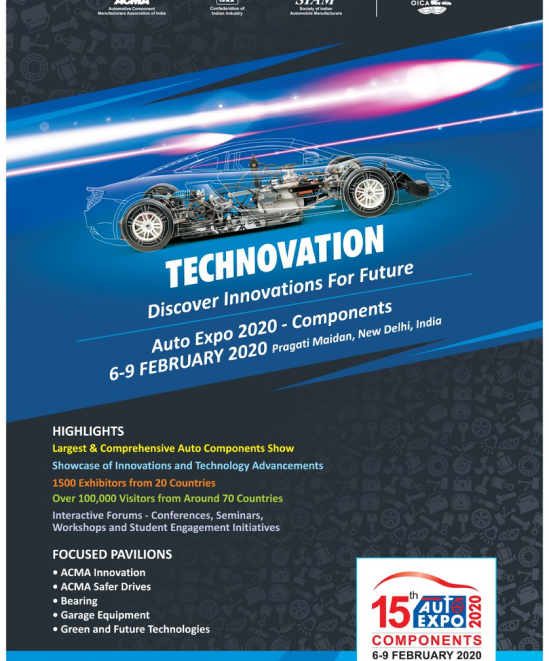 ACMA
Automotive Component
Manufacturers Association of India
CII
Confederation of
Indian Industry
SIAM
Society of Indian
Automobile Manufacturers
OICA
TECHNOVATION
Discover Innovations For Future
Auto Expo 2020 - Components
6-9 FEBRUARY 2020 Pragati Maidan, New Delhi, India
HIGHLIGHTS
Largest & Comprehensive Auto Components Show
Showcase of Innovations and Technology Advancements
1500 Exhibitors from 20 Countries
Over 100,000 Visitors from Around 70 Countries
Interactive Forums - Conferences, Seminars,
Workshops and Student Engagement Initiatives
FOCUSED PAVILIONS
• ACMA Innovation
• ACMA Safer Drives
• Bearing
• Garage Equipment
• Green and Future Technologies
15th AUTO EXPO 2020
COMPONENTS
6-9 FEBRUARY 2020